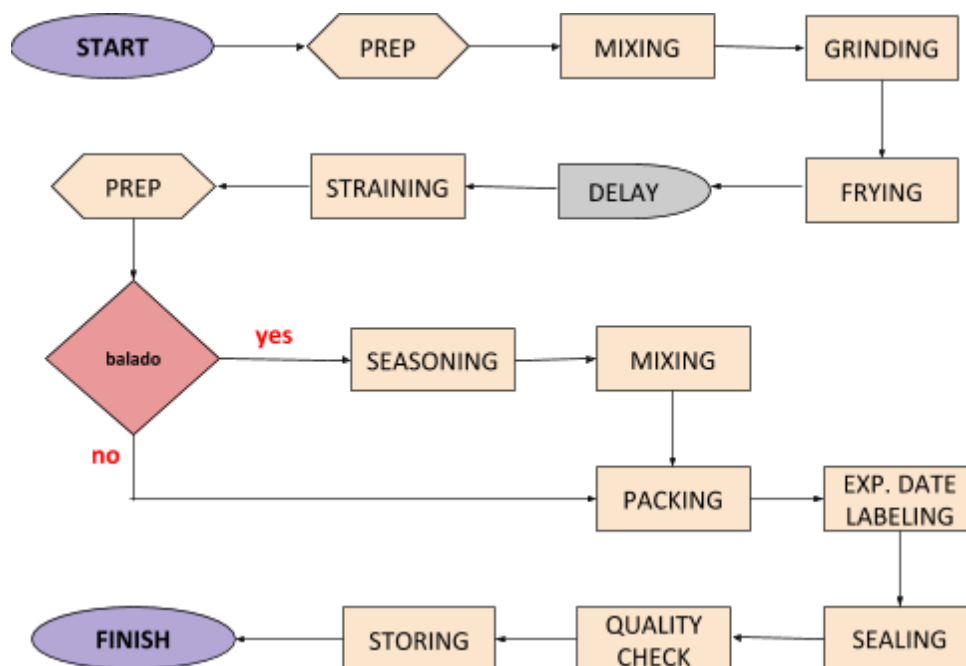 START
PREP
MIXING
GRINDING
PREP
STRAINING
DELAY
FRYING
balado
yes
SEASONING
MIXING
no
PACKING
EXP. DATE
LABELING
FINISH
STORING
QUALITY
CHECK
SEALING